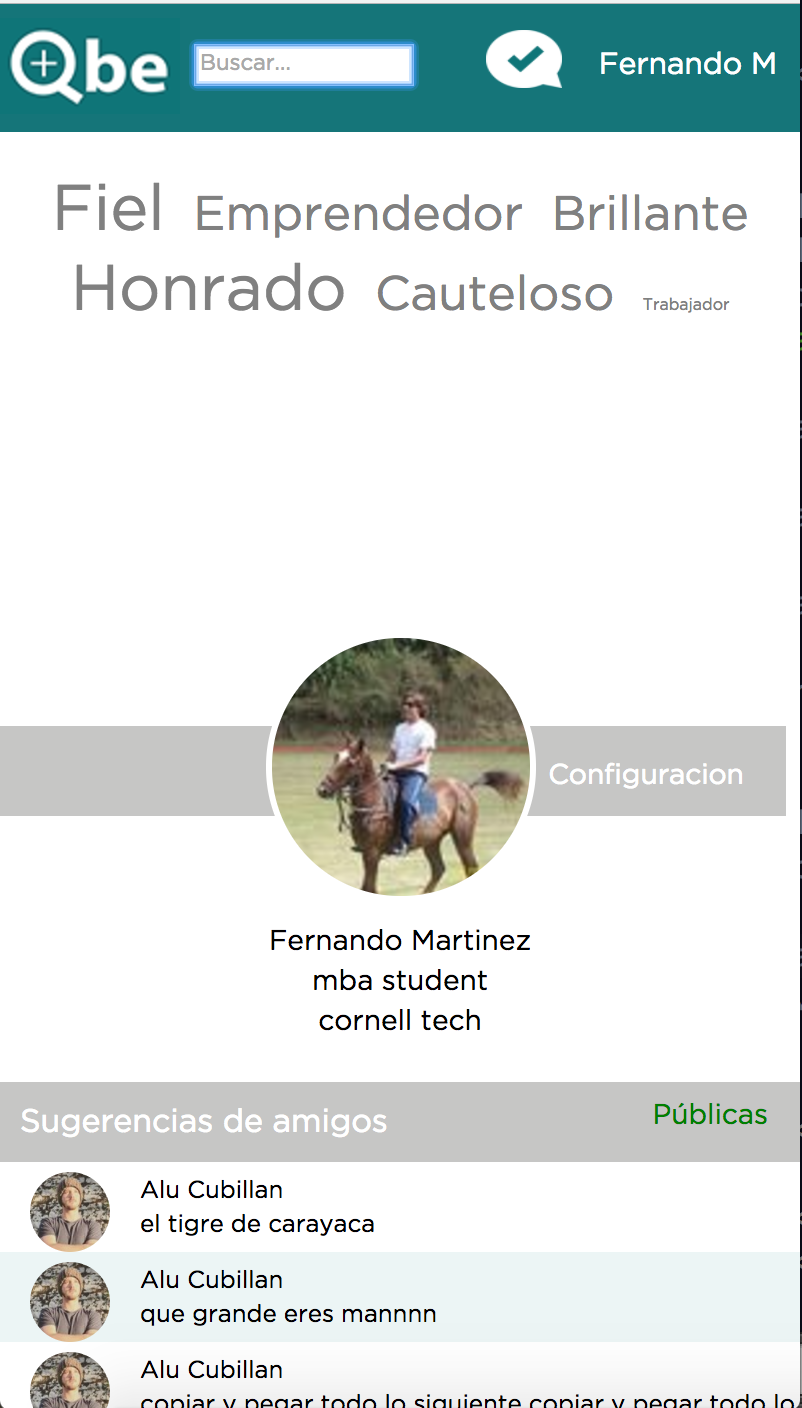 Qbe
Buscar...
Fernando M
Fiel Emprendedor Brillante
Honrado Cauteloso Trabajador
Configuracion
Fernando Martinez
mba student
cornell tech
Sugerencias de amigos
Públicas
Alu Cubillan
el tigre de carayaca
Alu Cubillan
que grande eres mannnn
Alu Cubillan
copiar y pegar todo lo siguiente copiar y pegar todo lo